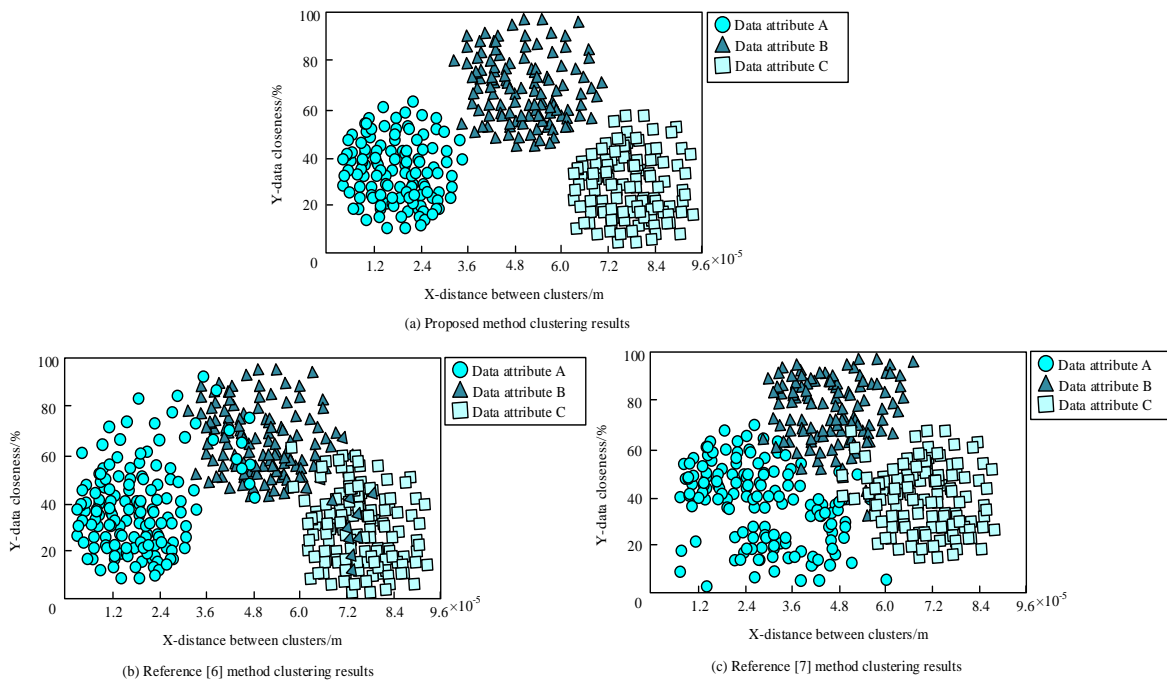 100
80
60
40
20
0
Y-data closeness/%
1.2 2.4 3.6 4.8 6.0 7.2 8.4 9.6 ×10-5
X-distance between clusters/m
Data attribute A
Data attribute B
Data attribute C
(a) Proposed method clustering results
100
80
60
40
20
0
Y-data closeness/%
1.2 2.4 3.6 4.8 6.0 7.2 8.4 9.6 ×10-5
X-distance between clusters/m
Data attribute A
Data attribute B
Data attribute C
(b) Reference [6] method clustering results
100
80
60
40
20
0
Y-data closeness/%
1.2 2.4 3.6 4.8 6.0 7.2 8.4 9.6 ×10-5
X-distance between clusters/m
Data attribute A
Data attribute B
Data attribute C
(c) Reference [7] method clustering results